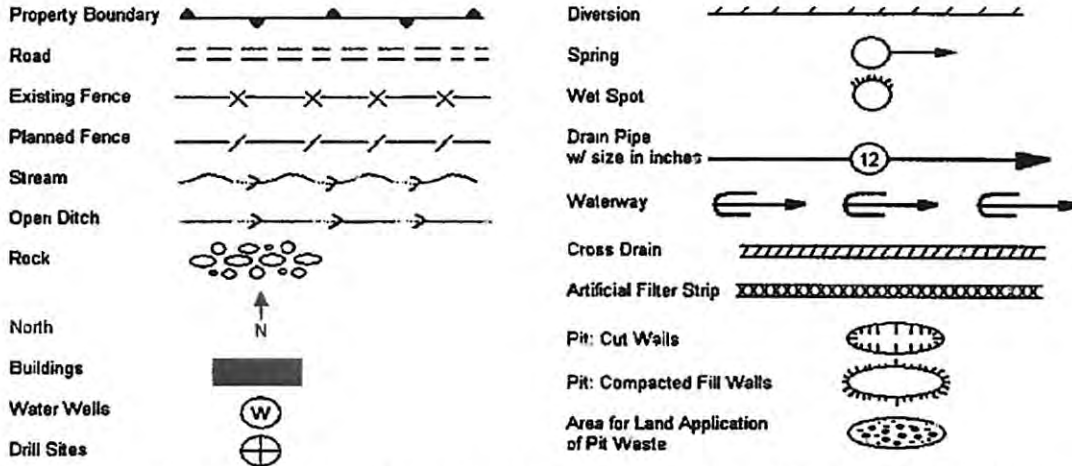 Property Boundary
Road
Existing Fence
Planned Fence
Stream
Open Ditch
Rock
North
N
Buildings
Water Wells
W
Drill Sites
Diversion
Spring
Wet Spot
Drain Pipe
w/ size in inches
12
Waterway
Cross Drain
Artificial Filter Strip
Pit: Cut Walls
Pit: Compacted Fill Walls
Area for Land Application
of Pit Waste